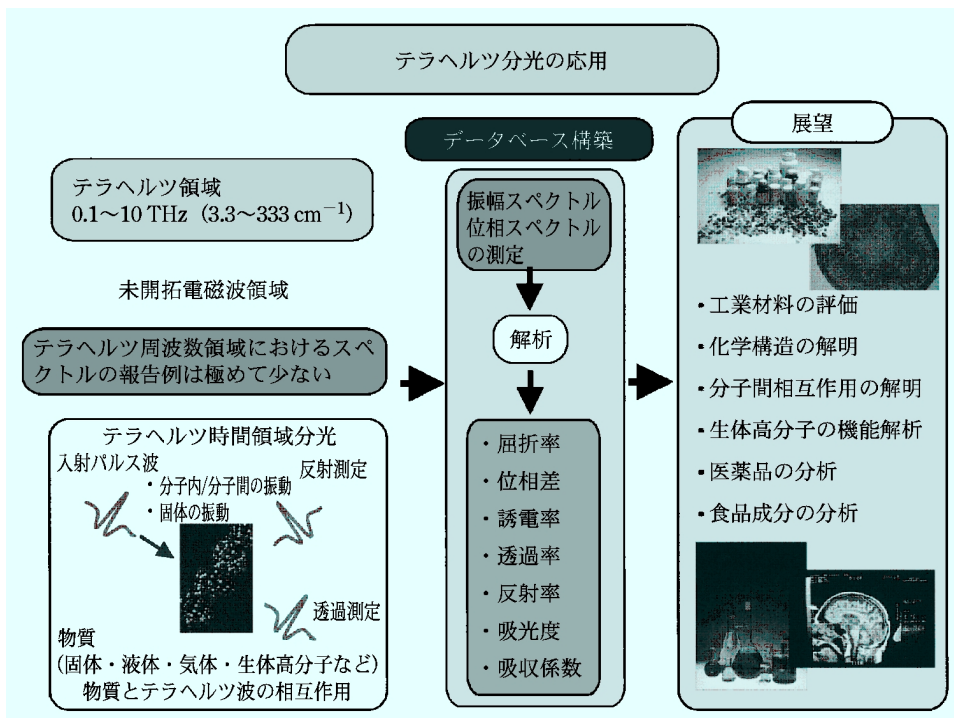 テラヘルツ分光の応用
テラヘルツ領域
0.1～10 THz（3.3～333 cm⁻¹）
未開拓電磁波領域
テラヘルツ周波数領域におけるスペ
クトルの報告例は極めて少ない
テラヘルツ時間領域分光
入射パルス波
・分子内/分子間の振動
・固体の振動
反射測定
透過測定
物質
（固体・液体・気体・生体高分子など）
物質とテラヘルツ波の相互作用
データベース構築
振幅スペクトル
位相スペクトル
の測定
解析
・屈折率
・位相差
・誘電率
・透過率
・反射率
・吸光度
・吸収係数
展望
・工業材料の評価
・化学構造の解明
・分子間相互作用の解明
・生体高分子の機能解析
・医薬品の分析
・食品成分の分析